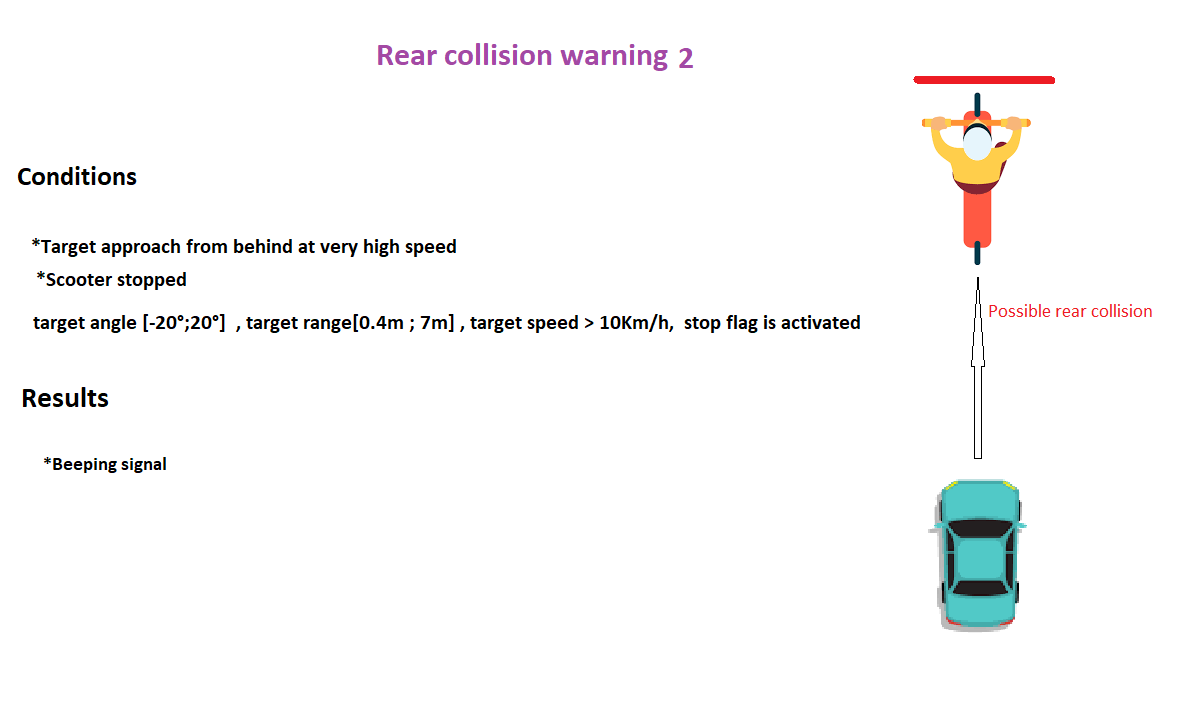 Rear collision warning 2
Conditions
*Target approach from behind at very high speed
*Scooter stopped
target angle [-20°;20°] , target range[0.4m ; 7m] , target speed > 10Km/h, stop flag is activated
Possible rear collision
Results
*Beeping signal